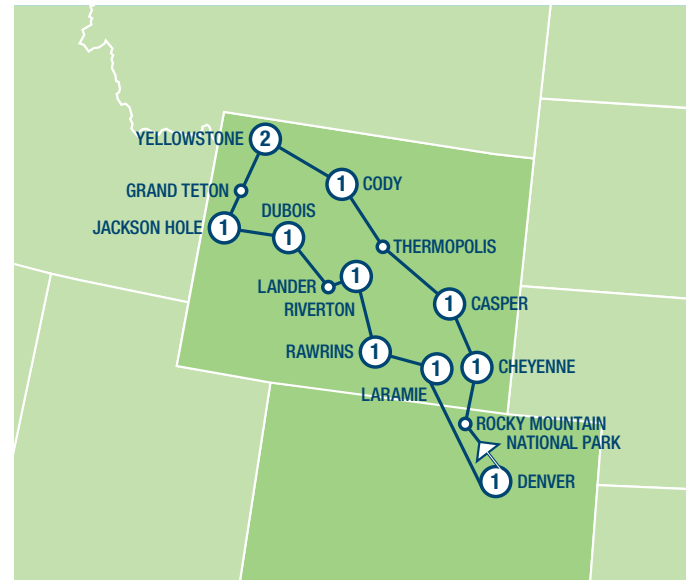 YELLOWSTONE 2
1 CODY
GRAND TETON
DUBOIS
JACKSON HOLE 1
1
THERMOPOLIS
LANDER 1
RIVERTON
1 CASPER
RAWRINS 1
1
1 CHEYENNE
LARAMIE
ROCKY MOUNTAIN
NATIONAL PARK
1 DENVER